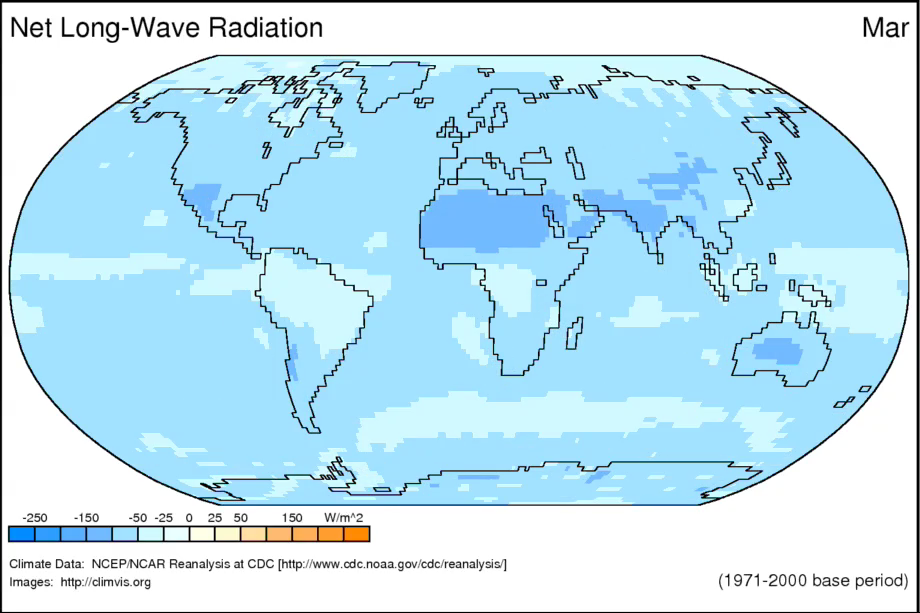 Net Long-Wave Radiation Mar
-250 -150 -50 -25 0 25 50 150 W/m^2
Climate Data: NCEP/NCAR Reanalysis at CDC [http://www.cdc.noaa.gov/cdc/reanalysis/]
Images: http://climvis.org (1971-2000 base period)